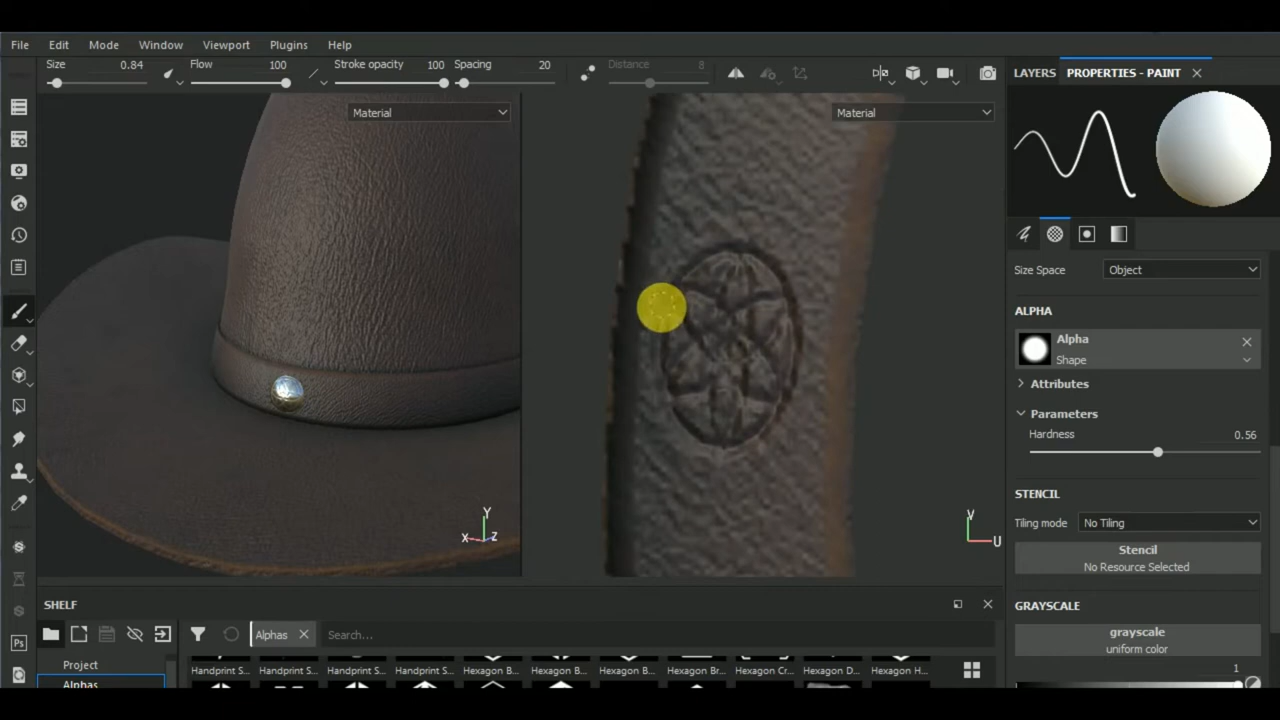 File Edit Mode Window Viewport Plugins Help
Size 0.84 Flow 100 Stroke opacity 100 Spacing 20 Distance 8
LAYERS PROPERTIES - PAINT
Material
Material
Size Space Object
ALPHA
Alpha
Shape
Attributes
Parameters
Hardness 0.56
STENCIL
Tiling mode No Tiling
Stencil
No Resource Selected
GRAYSCALE
grayscale
uniform color
1
Y
X Z
V
U
SHELF
Alphas Search...
Project
Alphas
Handprint S... Handprint S... Handprint S... Handprint S... Hexagon B... Hexagon B... Hexagon B... Hexagon Br... Hexagon Cr... Hexagon D... Hexagon H...
Ps